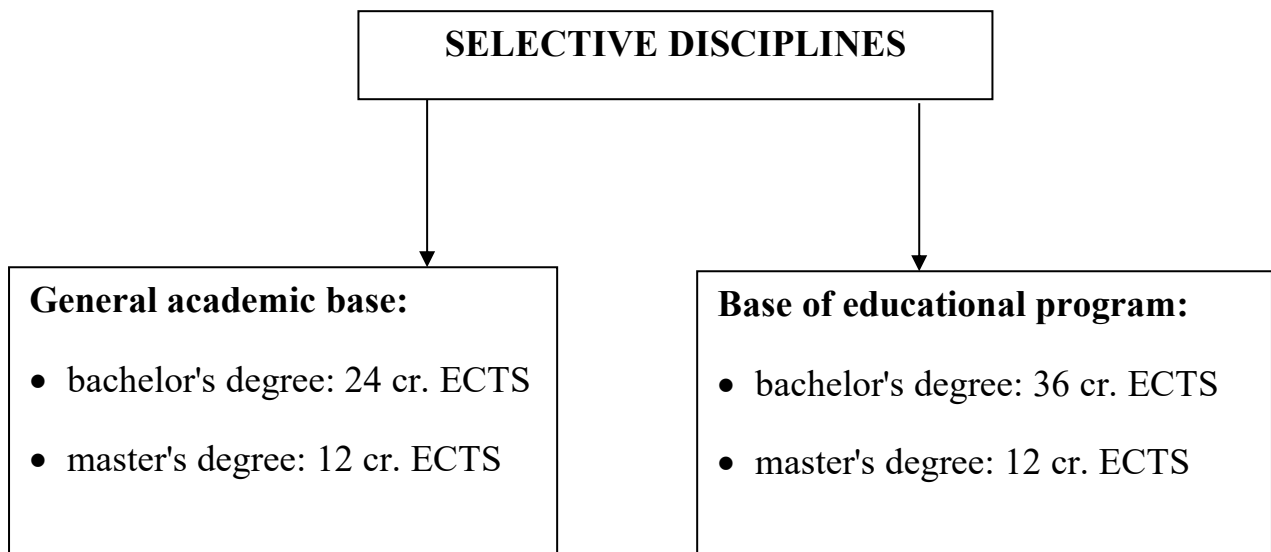 SELECTIVE DISCIPLINES
General academic base:
• bachelor's degree: 24 cr. ECTS
• master's degree: 12 cr. ECTS
Base of educational program:
• bachelor's degree: 36 cr. ECTS
• master's degree: 12 cr. ECTS